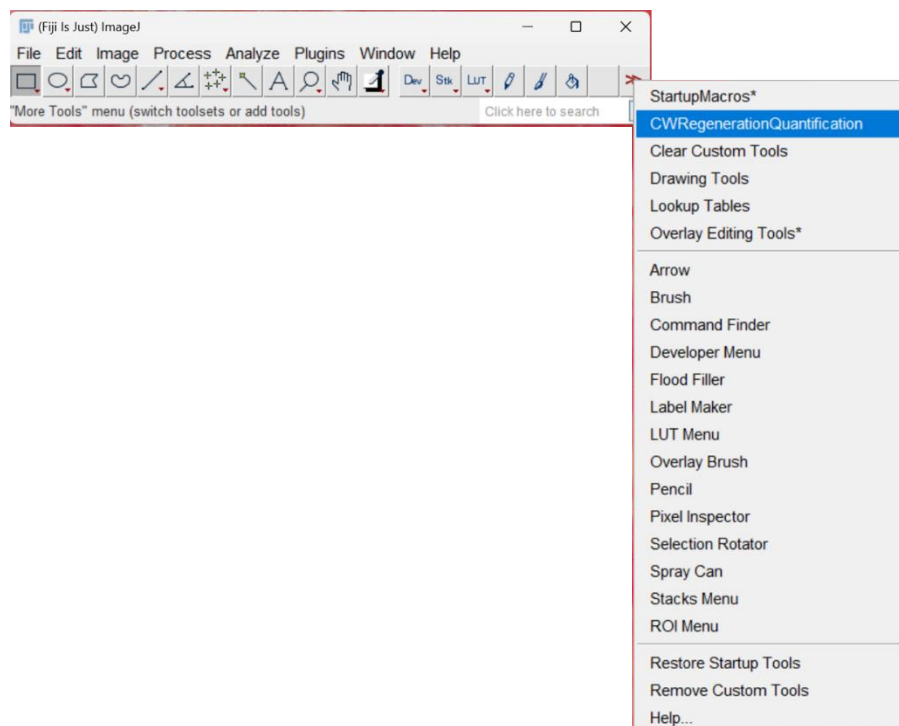 (Fiji Is Just) ImageJ
File Edit Image Process Analyze Plugins Window Help
A Dev Stk LUT
"More Tools" menu (switch toolsets or add tools) Click here to search
StartupMacros*
CWRegenerationQuantification
Clear Custom Tools
Drawing Tools
Lookup Tables
Overlay Editing Tools*
Arrow
Brush
Command Finder
Developer Menu
Flood Filler
Label Maker
LUT Menu
Overlay Brush
Pencil
Pixel Inspector
Selection Rotator
Spray Can
Stacks Menu
ROI Menu
Restore Startup Tools
Remove Custom Tools
Help...